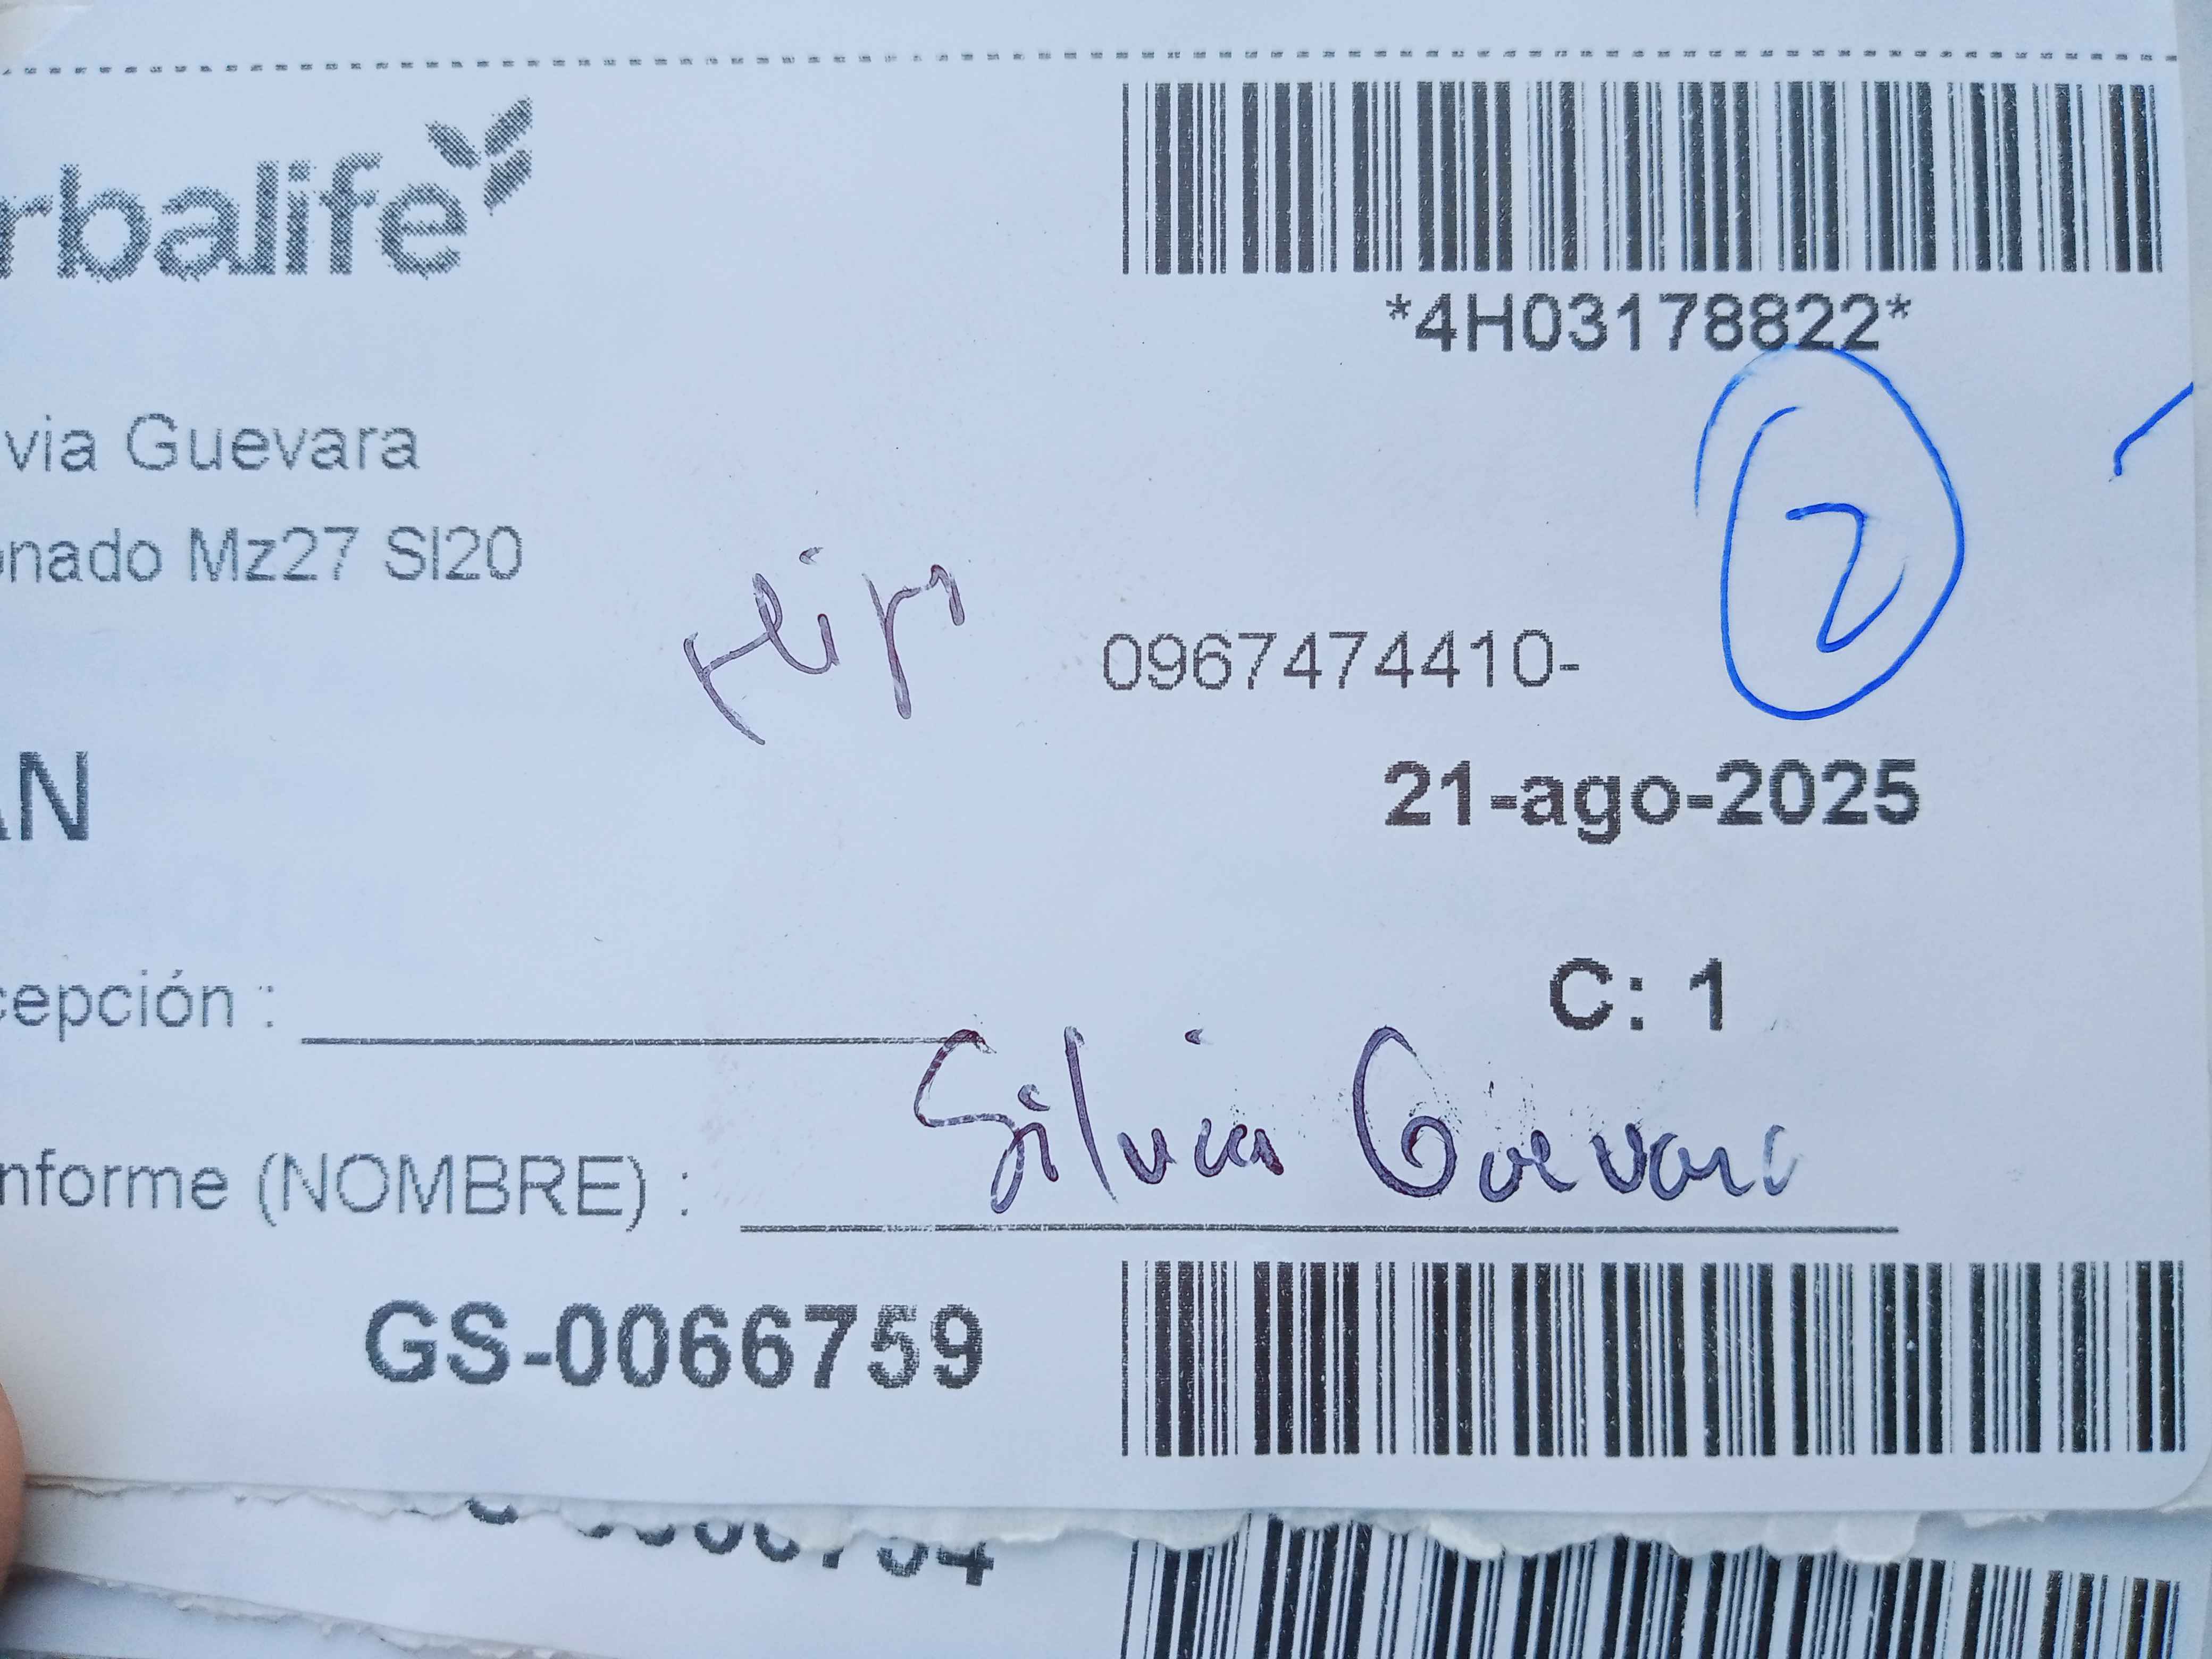 rbalife
*4H03178822*
via Guevara
onado Mz27 Sl20
2
0967474410-
AN
21-ago-2025
C: 1
cepción :
nforme (NOMBRE) : Silvia Guevara
GS-0066759